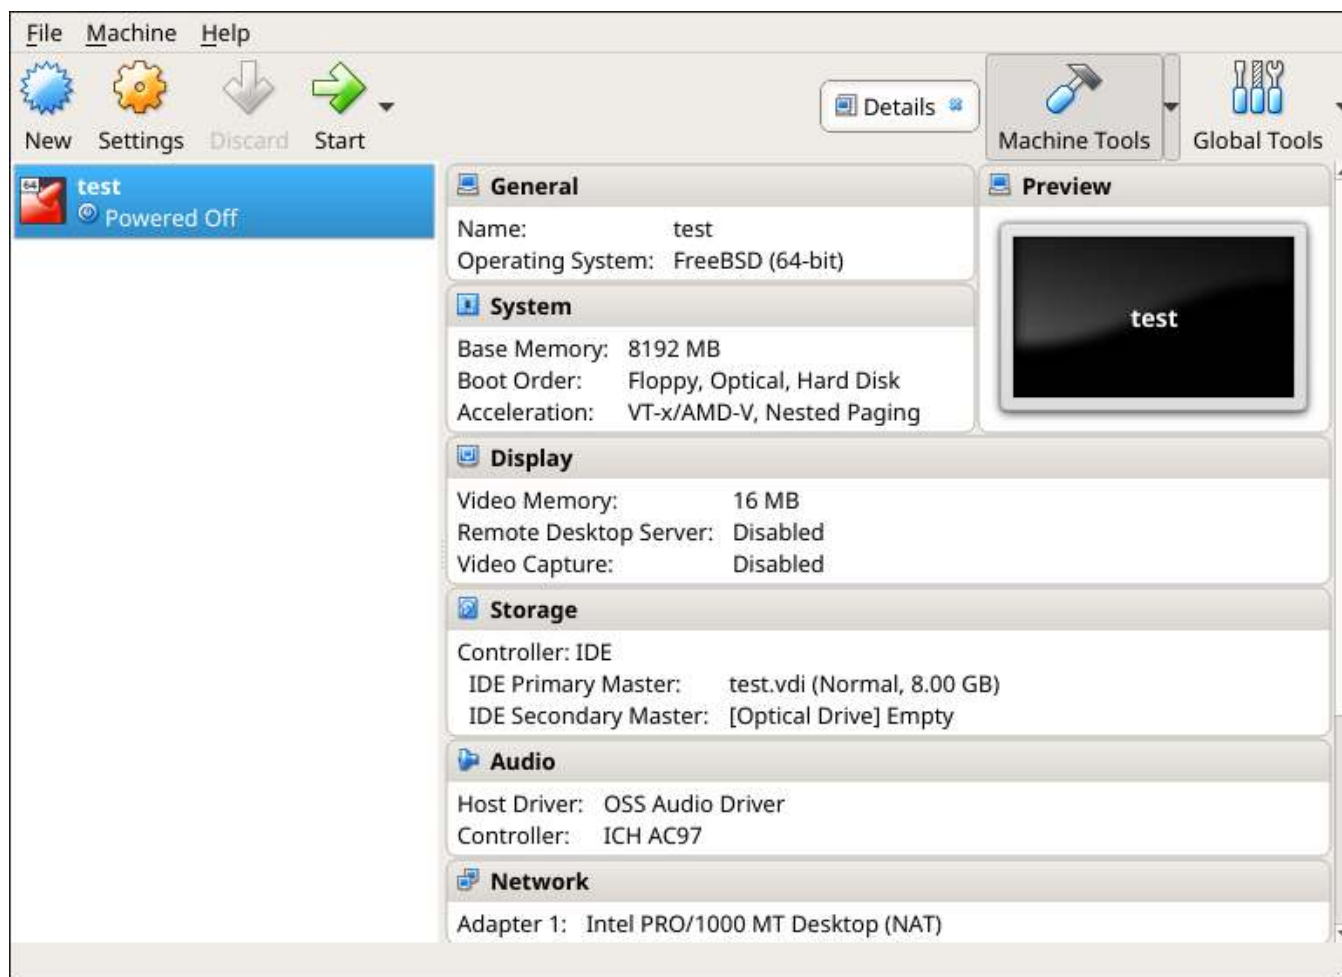 File Machine Help
New Settings Discard Start
Details
Machine Tools
Global Tools
64
test
Powered Off
General
Name: test
Operating System: FreeBSD (64-bit)
System
Base Memory: 8192 MB
Boot Order: Floppy, Optical, Hard Disk
Acceleration: VT-x/AMD-V, Nested Paging
Preview
test
Display
Video Memory: 16 MB
Remote Desktop Server: Disabled
Video Capture: Disabled
Storage
Controller: IDE
IDE Primary Master: test.vdi (Normal, 8.00 GB)
IDE Secondary Master: [Optical Drive] Empty
Audio
Host Driver: OSS Audio Driver
Controller: ICH AC97
Network
Adapter 1: Intel PRO/1000 MT Desktop (NAT)